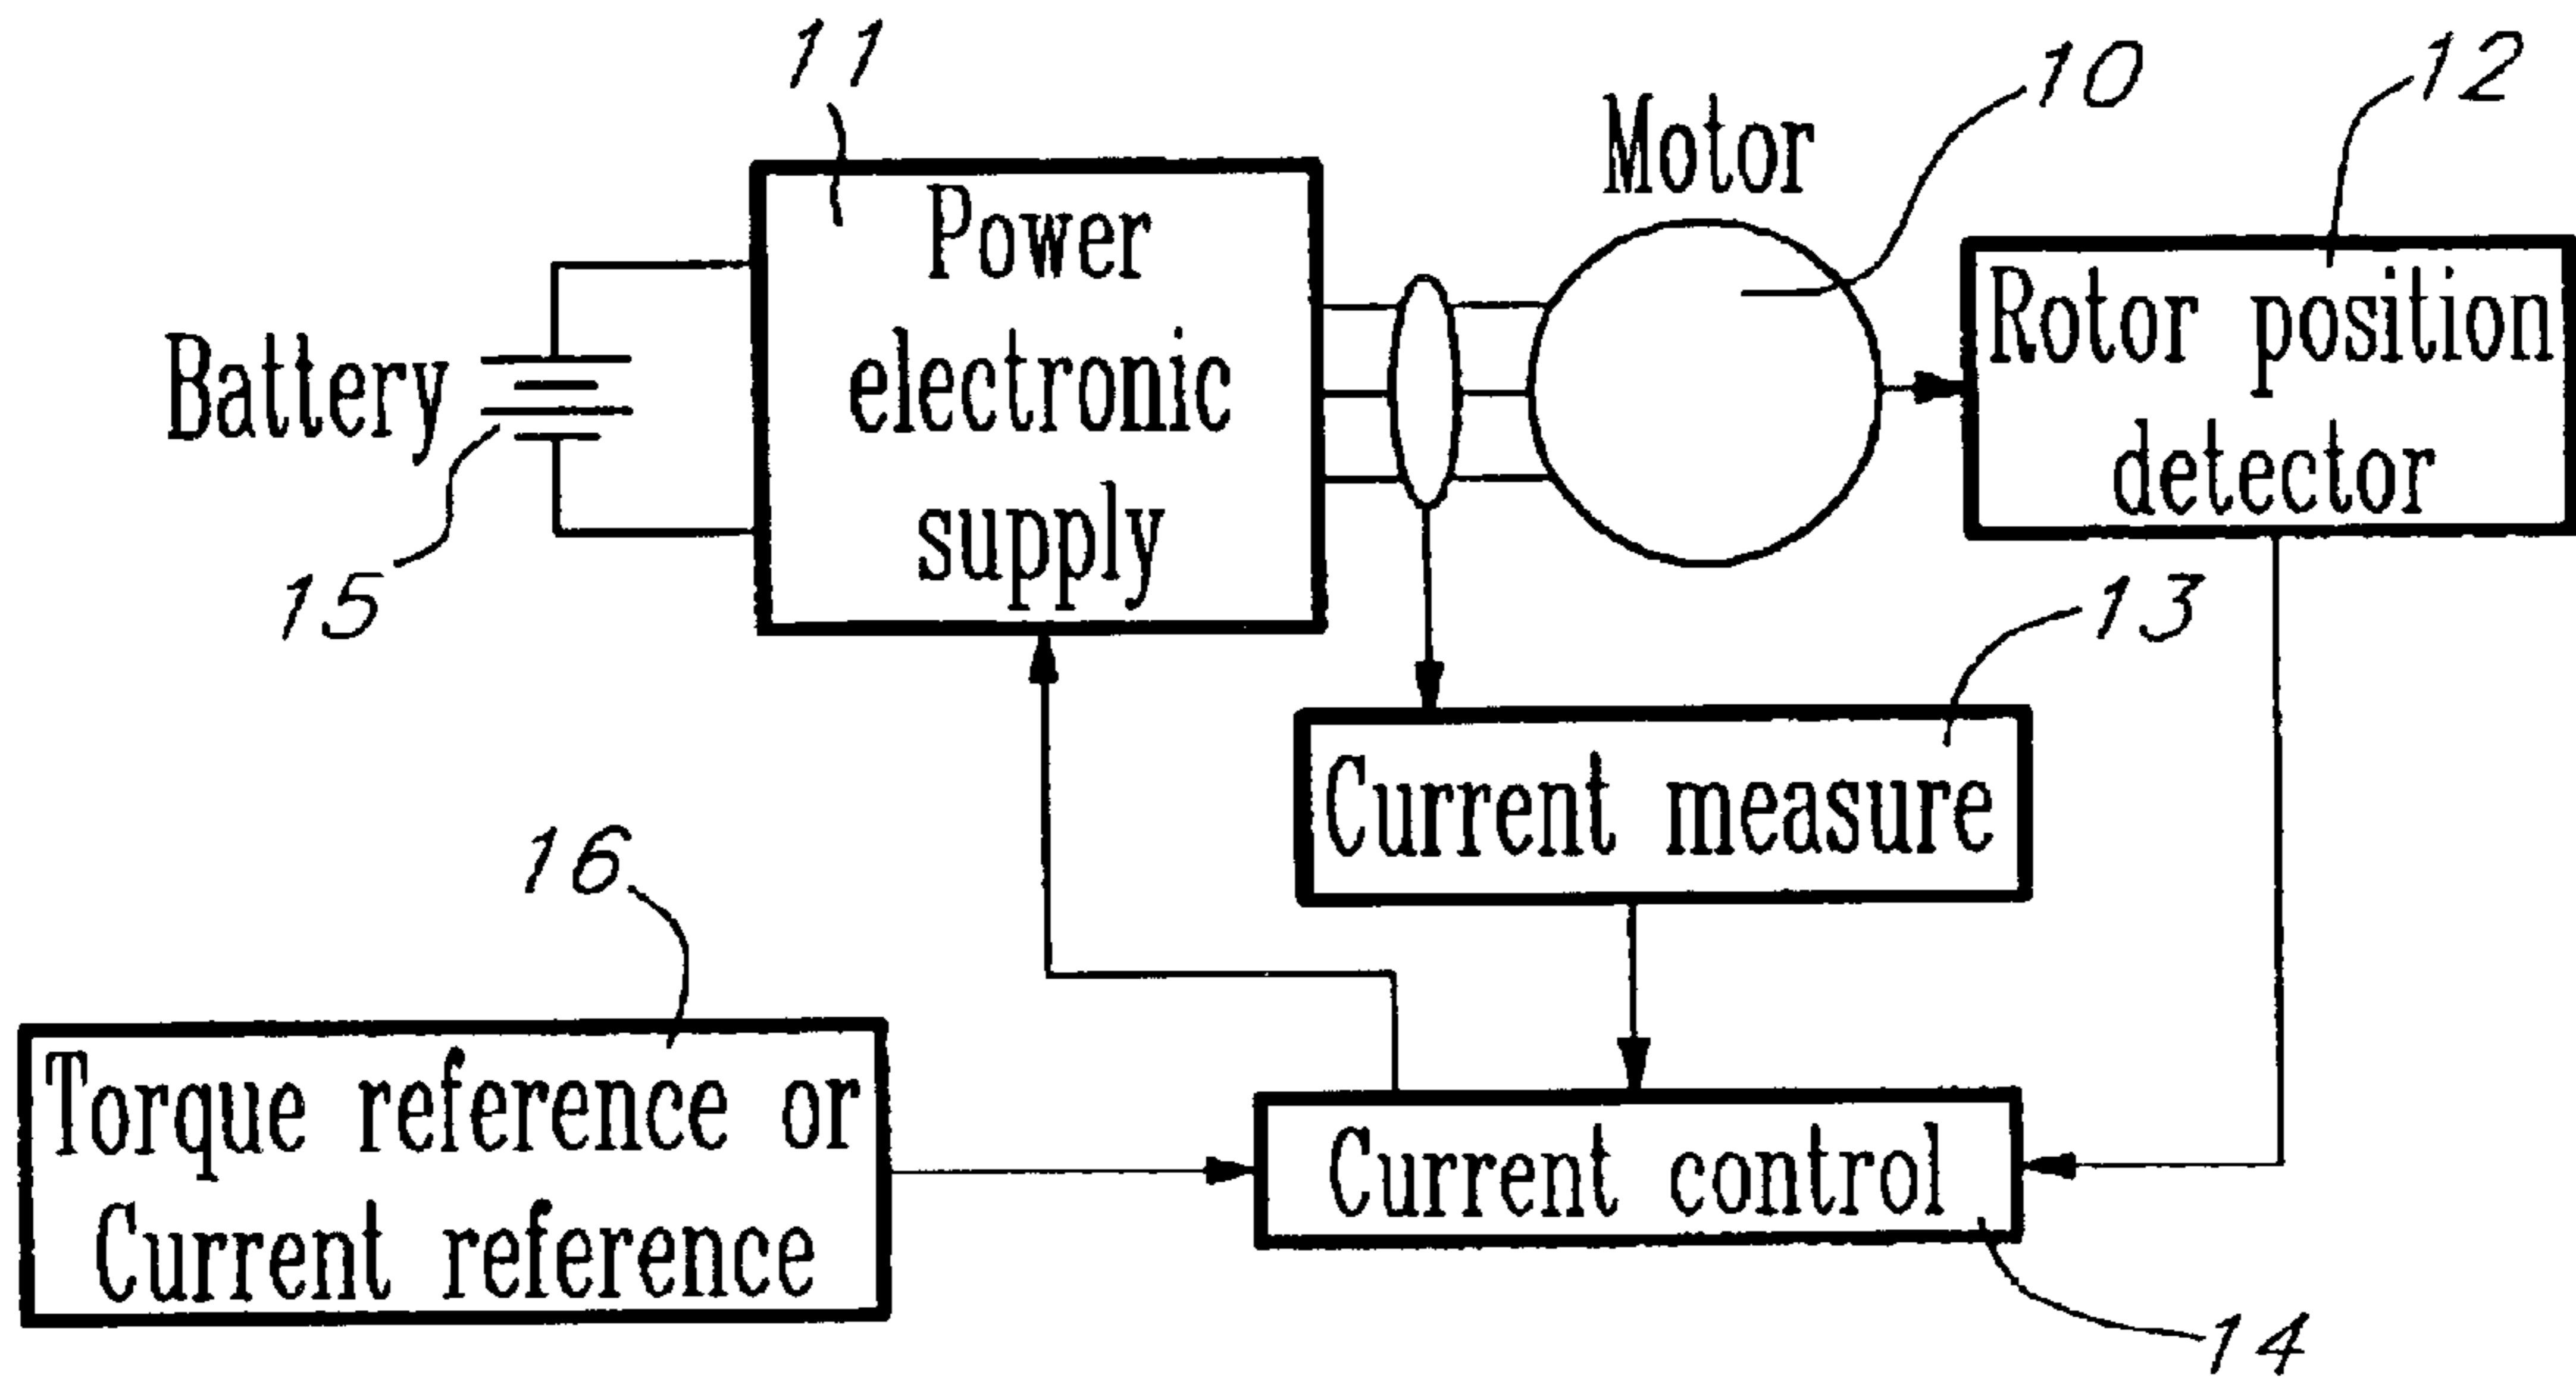 11
10
12
Motor
Power
electronic
supply
Rotor position
detector
Battery
15
13
Current measure
16
Torque reference or
Current reference
Current control
14